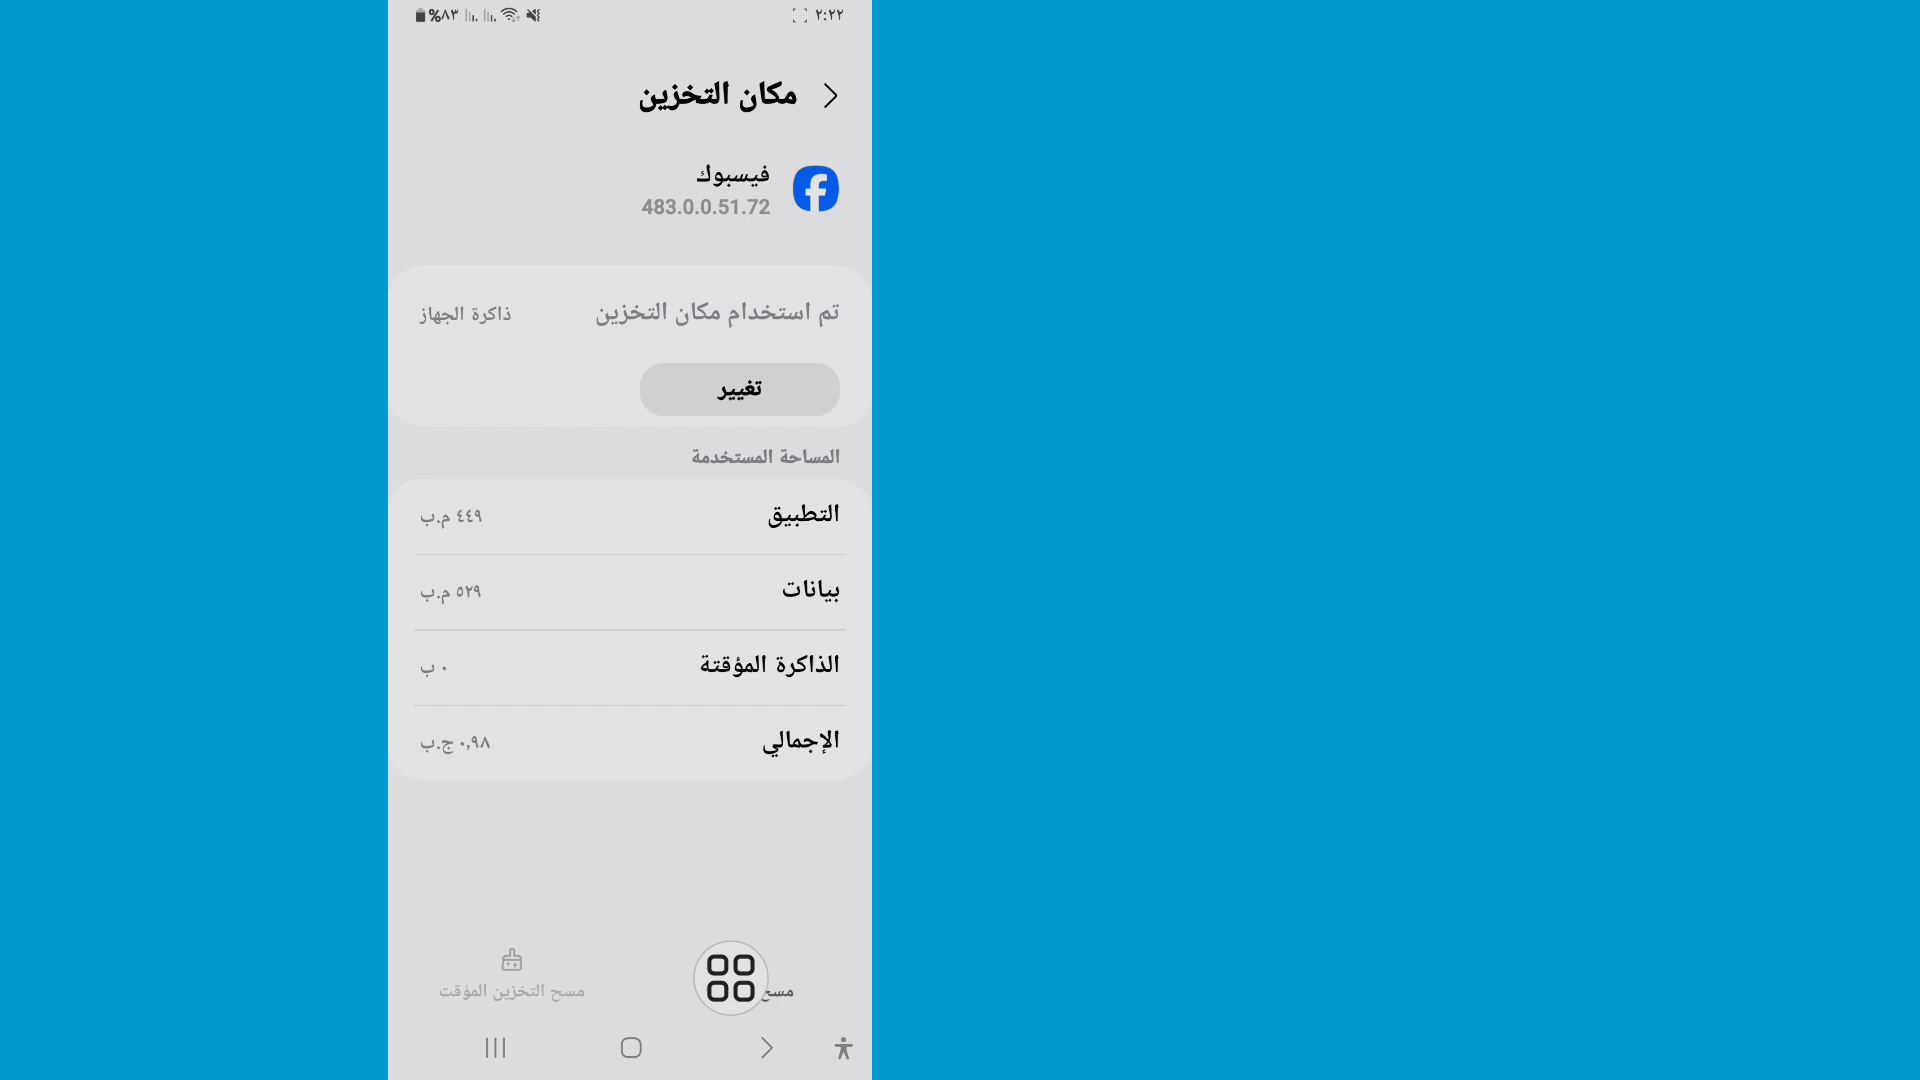 ٢:٢٢ ٨٣%
مكان التخزين
فيسبوك
483.0.0.51.72
تم استخدام مكان التخزين ذاكرة الجهاز
تغيير
المساحة المستخدمة
التطبيق ٤٤٩ م.ب
بيانات ٥٢٩ م.ب
الذاكرة المؤقتة ٠ ب
الإجمالي ٠,٩٨ ج.ب
مسح مسح التخزين المؤقت